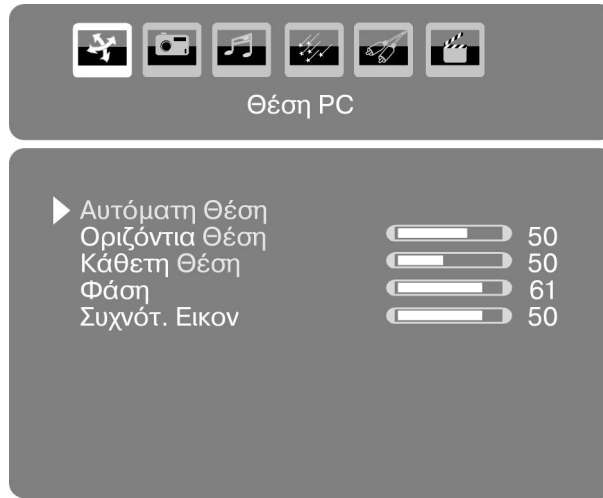 Θέση PC
Αυτόματη Θέση
Οριζόντια Θέση 50
Κάθετη Θέση 50
Φάση 61
Συχνότ. Εικον 50